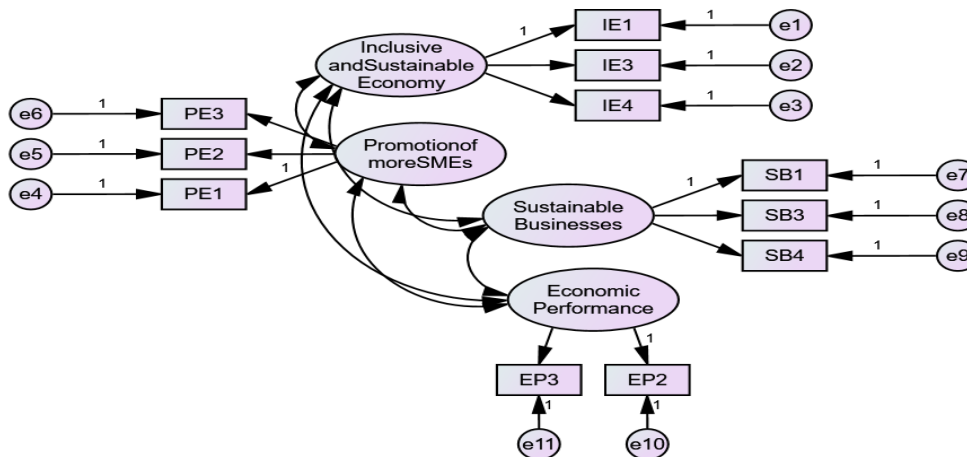 1 IE1 1 e1
Inclusive
andSustainable
Economy
IE3 1 e2
IE4 1 e3
e6 1 PE3
e5 1 PE2
e4 1 PE1 1
Promotionof
moreSMEs
1 SB1 1 e7
Sustainable
Businesses
SB3 1 e8
SB4 1 e9
Economic
Performance
1
EP3 EP2
1 1
e11 e10